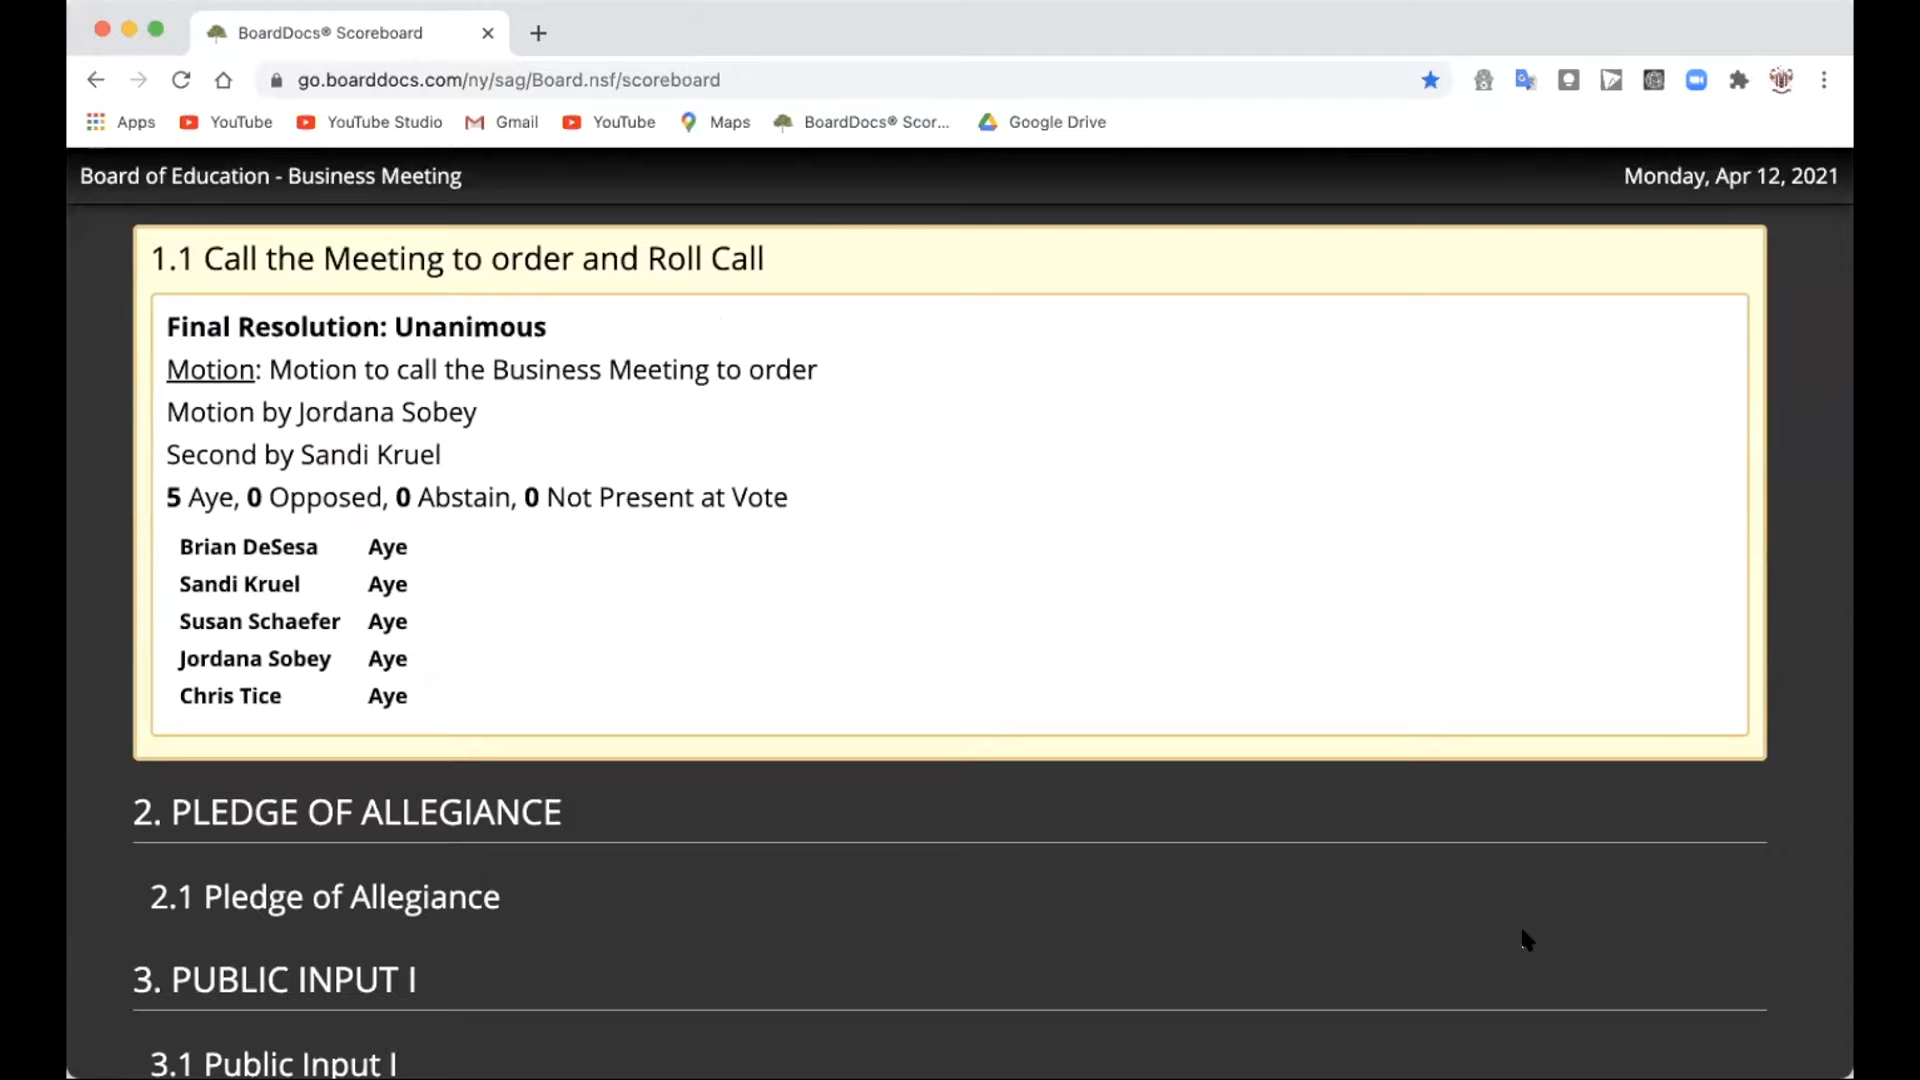 BoardDocs® Scoreboard
go.boarddocs.com/ny/sag/Board.nsf/scoreboard
Apps YouTube YouTube Studio Gmail YouTube Maps BoardDocs® Scor... Google Drive
Board of Education - Business Meeting Monday, Apr 12, 2021
1.1 Call the Meeting to order and Roll Call
Final Resolution: Unanimous
Motion: Motion to call the Business Meeting to order
Motion by Jordana Sobey
Second by Sandi Kruel
5 Aye, 0 Opposed, 0 Abstain, 0 Not Present at Vote
Brian DeSesa Aye
Sandi Kruel Aye
Susan Schaefer Aye
Jordana Sobey Aye
Chris Tice Aye
2. PLEDGE OF ALLEGIANCE
2.1 Pledge of Allegiance
3. PUBLIC INPUT I
3.1 Public Input I